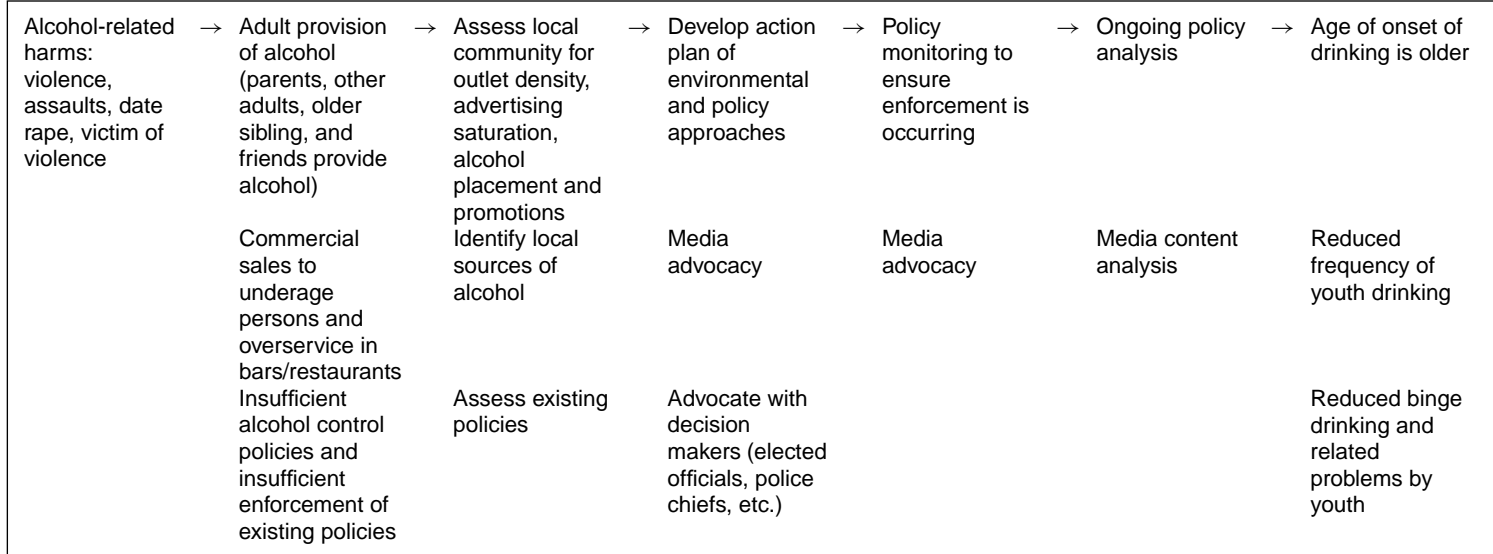 Alcohol-related
harms:
violence,
assaults, date
rape, victim of
violence
→
Adult provision
of alcohol
(parents, other
adults, older
sibling, and
friends provide
alcohol)
→
Assess local
community for
outlet density,
advertising
saturation,
alcohol
placement and
promotions
→
Develop action
plan of
environmental
and policy
approaches
→
Policy
monitoring to
ensure
enforcement is
occurring
→
Ongoing policy
analysis
→
Age of onset of
drinking is older
Commercial
sales to
underage
persons and
overservice in
bars/restaurants
Identify local
sources of
alcohol
Media
advocacy
Media
advocacy
Media content
analysis
Reduced
frequency of
youth drinking
Insufficient
alcohol control
policies and
insufficient
enforcement of
existing policies
Assess existing
policies
Advocate with
decision
makers (elected
officials, police
chiefs, etc.)
Reduced binge
drinking and
related
problems by
youth